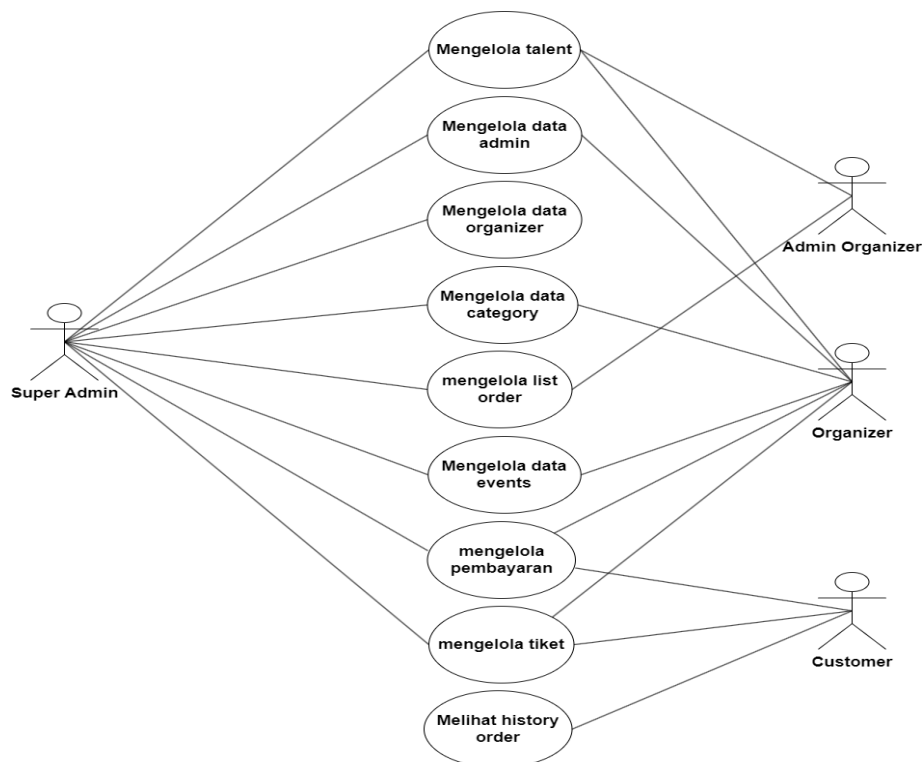 Mengelola talent
Mengelola data
admin
Mengelola data
organizer
Admin Organizer
Mengelola data
category
mengelola list
order
Super Admin
Organizer
Mengelola data
events
mengelola
pembayaran
mengelola tiket
Customer
Melihat history
order